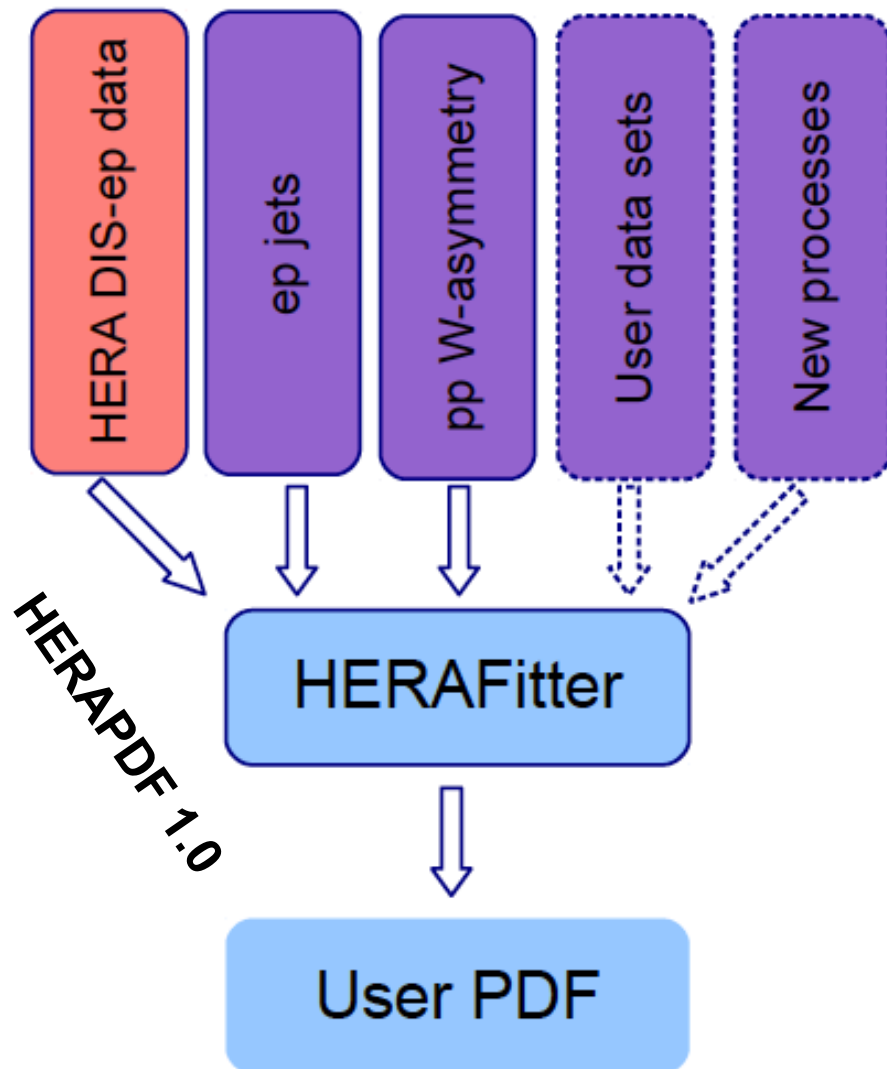 HERA DIS-ep data
ep jets
pp W-asymmetry
User data sets
New processes
HERAFitter
HERAPDF 1.0
User PDF